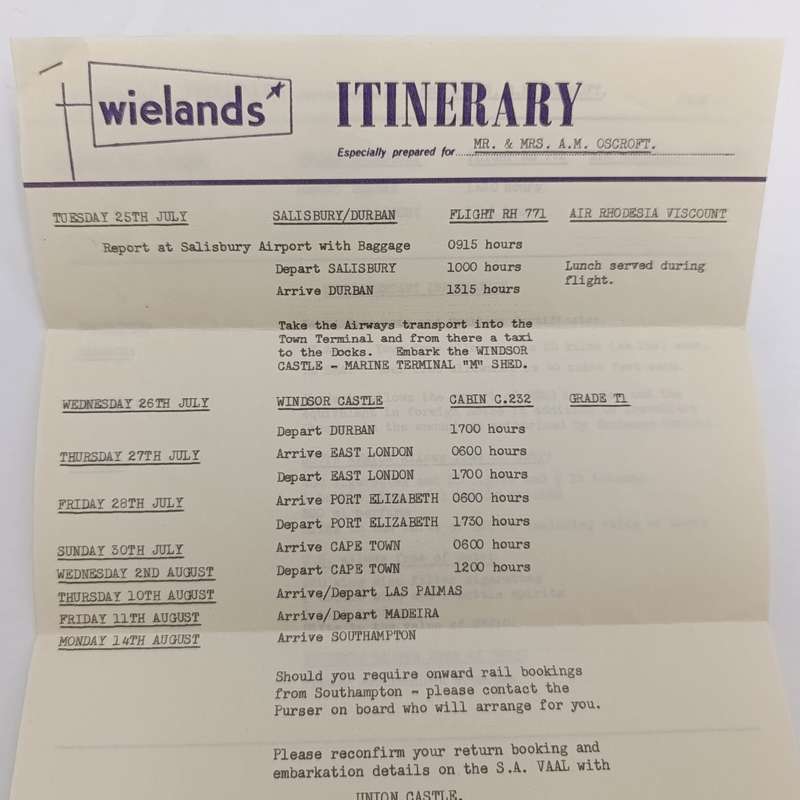 wielands
ITINERARY
Especially prepared for MR. & MRS. A.M. OSCROFT.
TUESDAY 25TH JULY SALISBURY/DURBAN FLIGHT RH 771 AIR RHODESIA VISCOUNT
Report at Salisbury Airport with Baggage 0915 hours
Depart SALISBURY 1000 hours Lunch served during
flight.
Arrive DURBAN 1315 hours
Take the Airways transport into the
Town Terminal and from there a taxi
to the Docks. Embark the WINDSOR
CASTLE - MARINE TERMINAL "M" SHED.
WEDNESDAY 26TH JULY WINDSOR CASTLE CABIN C.232 GRADE T1
Depart DURBAN 1700 hours
THURSDAY 27TH JULY Arrive EAST LONDON 0600 hours
Depart EAST LONDON 1700 hours
FRIDAY 28TH JULY Arrive PORT ELIZABETH 0600 hours
Depart PORT ELIZABETH 1730 hours
SUNDAY 30TH JULY Arrive CAPE TOWN 0600 hours
WEDNESDAY 2ND AUGUST Depart CAPE TOWN 1200 hours
THURSDAY 10TH AUGUST Arrive/Depart LAS PALMAS
FRIDAY 11TH AUGUST Arrive/Depart MADEIRA
MONDAY 14TH AUGUST Arrive SOUTHAMPTON
Should you require onward rail bookings
from Southampton - please contact the
Purser on board who will arrange for you.
Please reconfirm your return booking and
embarkation details on the S.A. VAAL with
UNION CASTLE.